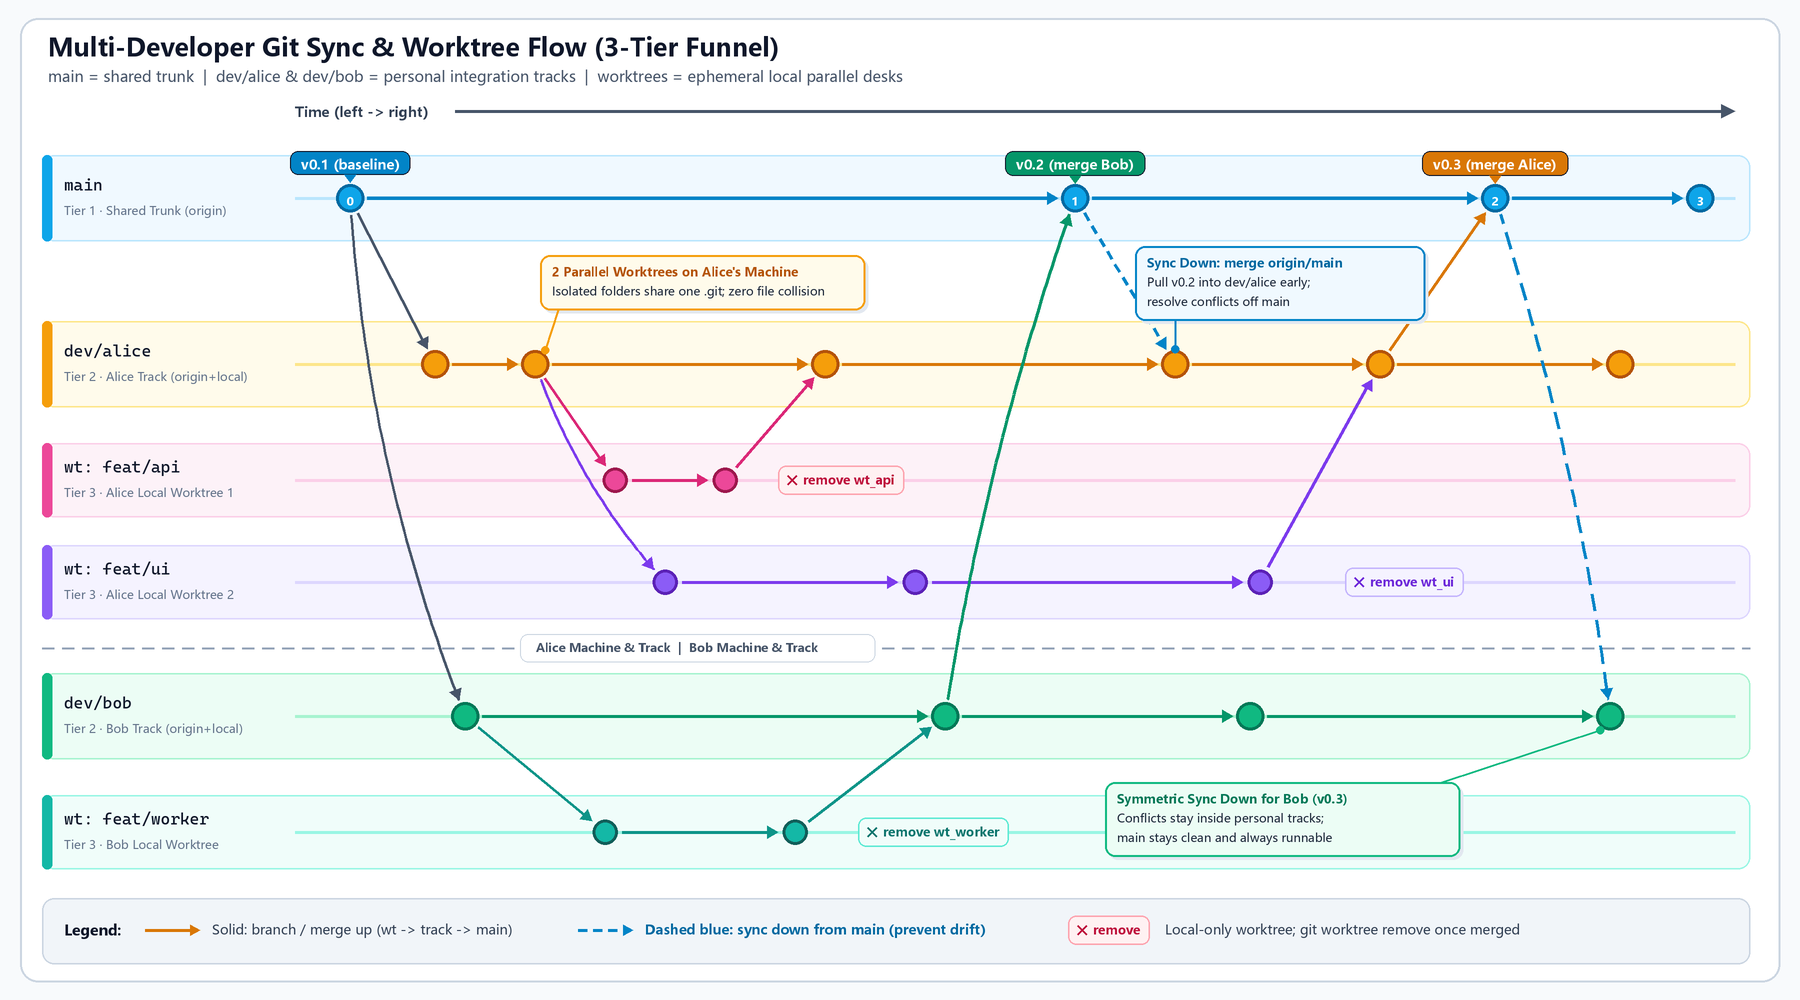 Multi-Developer Git Sync & Worktree Flow (3-Tier Funnel)
main = shared trunk | dev/alice & dev/bob = personal integration tracks | worktrees = ephemeral local parallel desks
Time (left -> right)
v0.1 (baseline)
v0.2 (merge Bob)
v0.3 (merge Alice)
main
Tier 1 · Shared Trunk (origin)
0
1
2
3
2 Parallel Worktrees on Alice's Machine
Isolated folders share one .git; zero file collision
Sync Down: merge origin/main
Pull v0.2 into dev/alice early;
resolve conflicts off main
dev/alice
Tier 2 · Alice Track (origin+local)
wt: feat/api
Tier 3 · Alice Local Worktree 1
✕ remove wt_api
wt: feat/ui
Tier 3 · Alice Local Worktree 2
✕ remove wt_ui
Alice Machine & Track | Bob Machine & Track
dev/bob
Tier 2 · Bob Track (origin+local)
wt: feat/worker
Tier 3 · Bob Local Worktree
✕ remove wt_worker
Symmetric Sync Down for Bob (v0.3)
Conflicts stay inside personal tracks;
main stays clean and always runnable
Legend:
Solid: branch / merge up (wt -> track -> main)
Dashed blue: sync down from main (prevent drift)
✕ remove
Local-only worktree; git worktree remove once merged